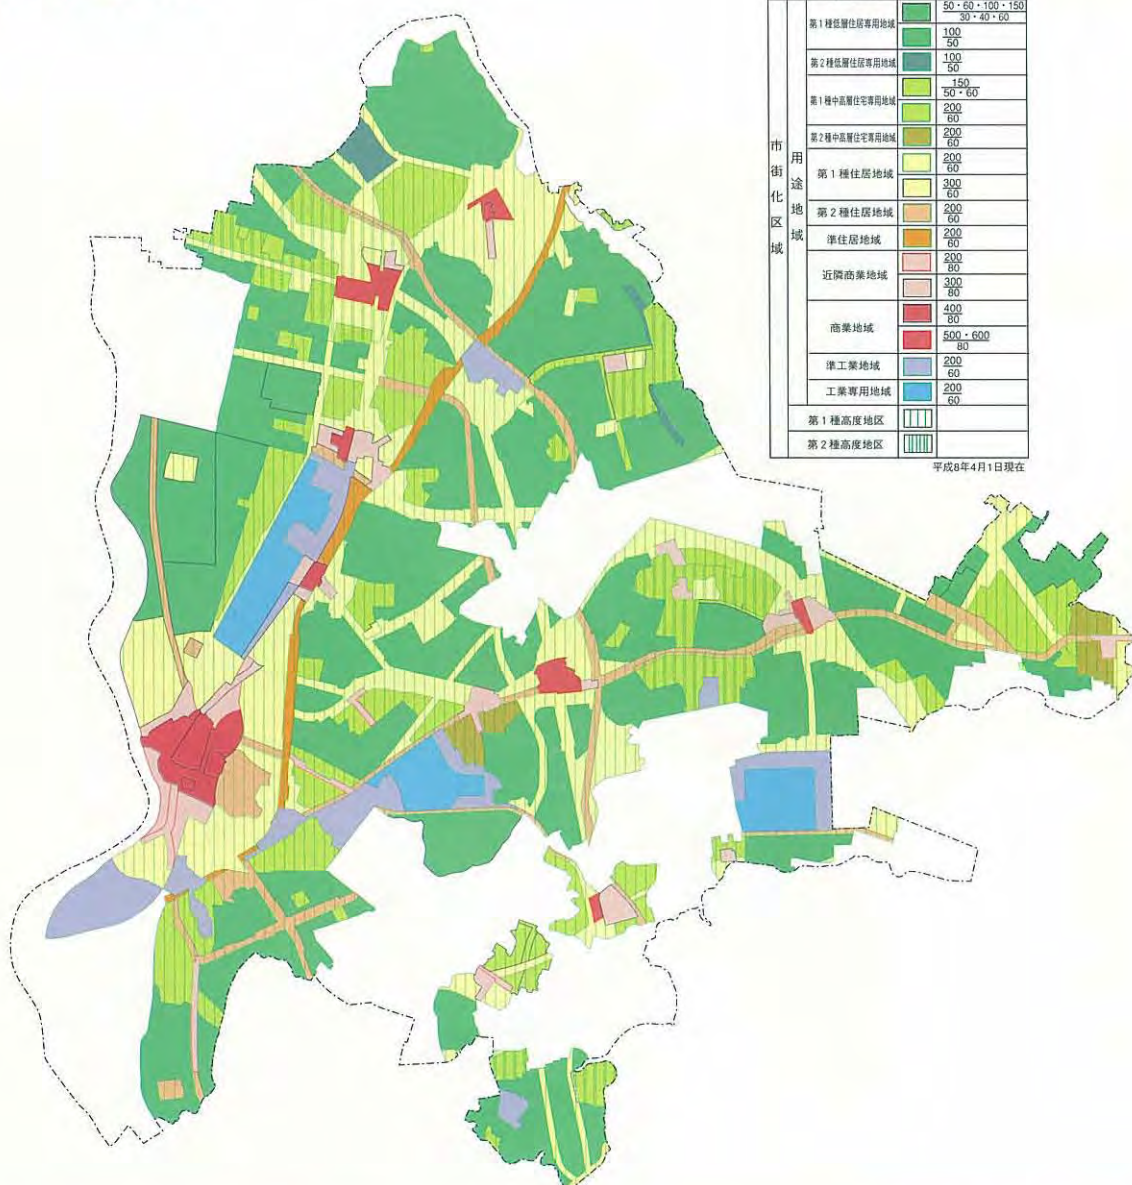 市街化区域
用途地域
第1種低層住居専用地域
50・60・100・150
30・40・60
100
50
第2種低層住居専用地域
100
50
第1種中高層住宅専用地域
150
50・60
200
60
第2種中高層住宅専用地域
200
60
第1種住居地域
200
60
300
60
第2種住居地域
200
60
準住居地域
200
60
近隣商業地域
200
80
300
80
商業地域
400
80
500・600
80
準工業地域
200
60
工業専用地域
200
60
第1種高度地区
第2種高度地区
平成8年4月1日現在